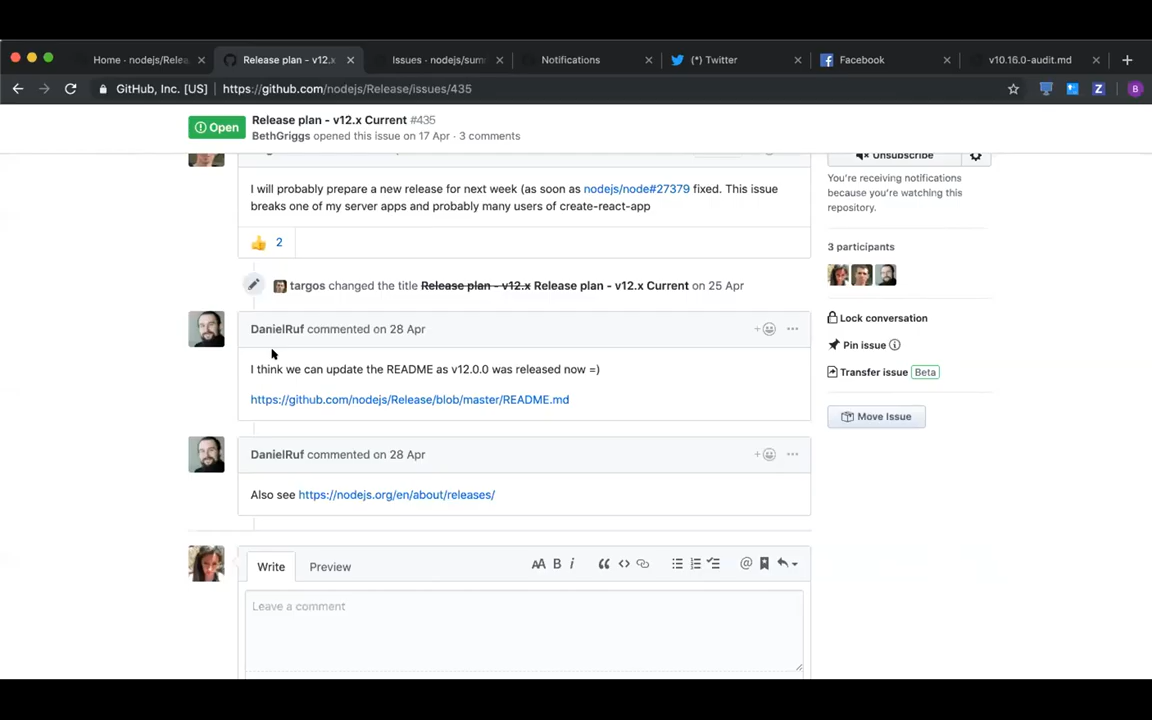 Home - nodejs/Relea
Release plan - v12.x
Issues - nodejs/summ
Notifications
(*) Twitter
Facebook
v10.16.0-audit.md
GitHub, Inc. [US]
https://github.com/nodejs/Release/issues/435
B
Open
Release plan - v12.x Current #435
BethGriggs opened this issue on 17 Apr · 3 comments
I will probably prepare a new release for next week (as soon as nodejs/node#27379 fixed. This issue
breaks one of my server apps and probably many users of create-react-app
2
targos changed the title Release plan - v12.x Release plan - v12.x Current on 25 Apr
DanielRuf commented on 28 Apr
I think we can update the README as v12.0.0 was released now =)
https://github.com/nodejs/Release/blob/master/README.md
DanielRuf commented on 28 Apr
Also see https://nodejs.org/en/about/releases/
Write
Preview
AA B i
Leave a comment
Unsubscribe
You're receiving notifications
because you're watching this
repository.
3 participants
Lock conversation
Pin issue
Transfer issue Beta
Move Issue